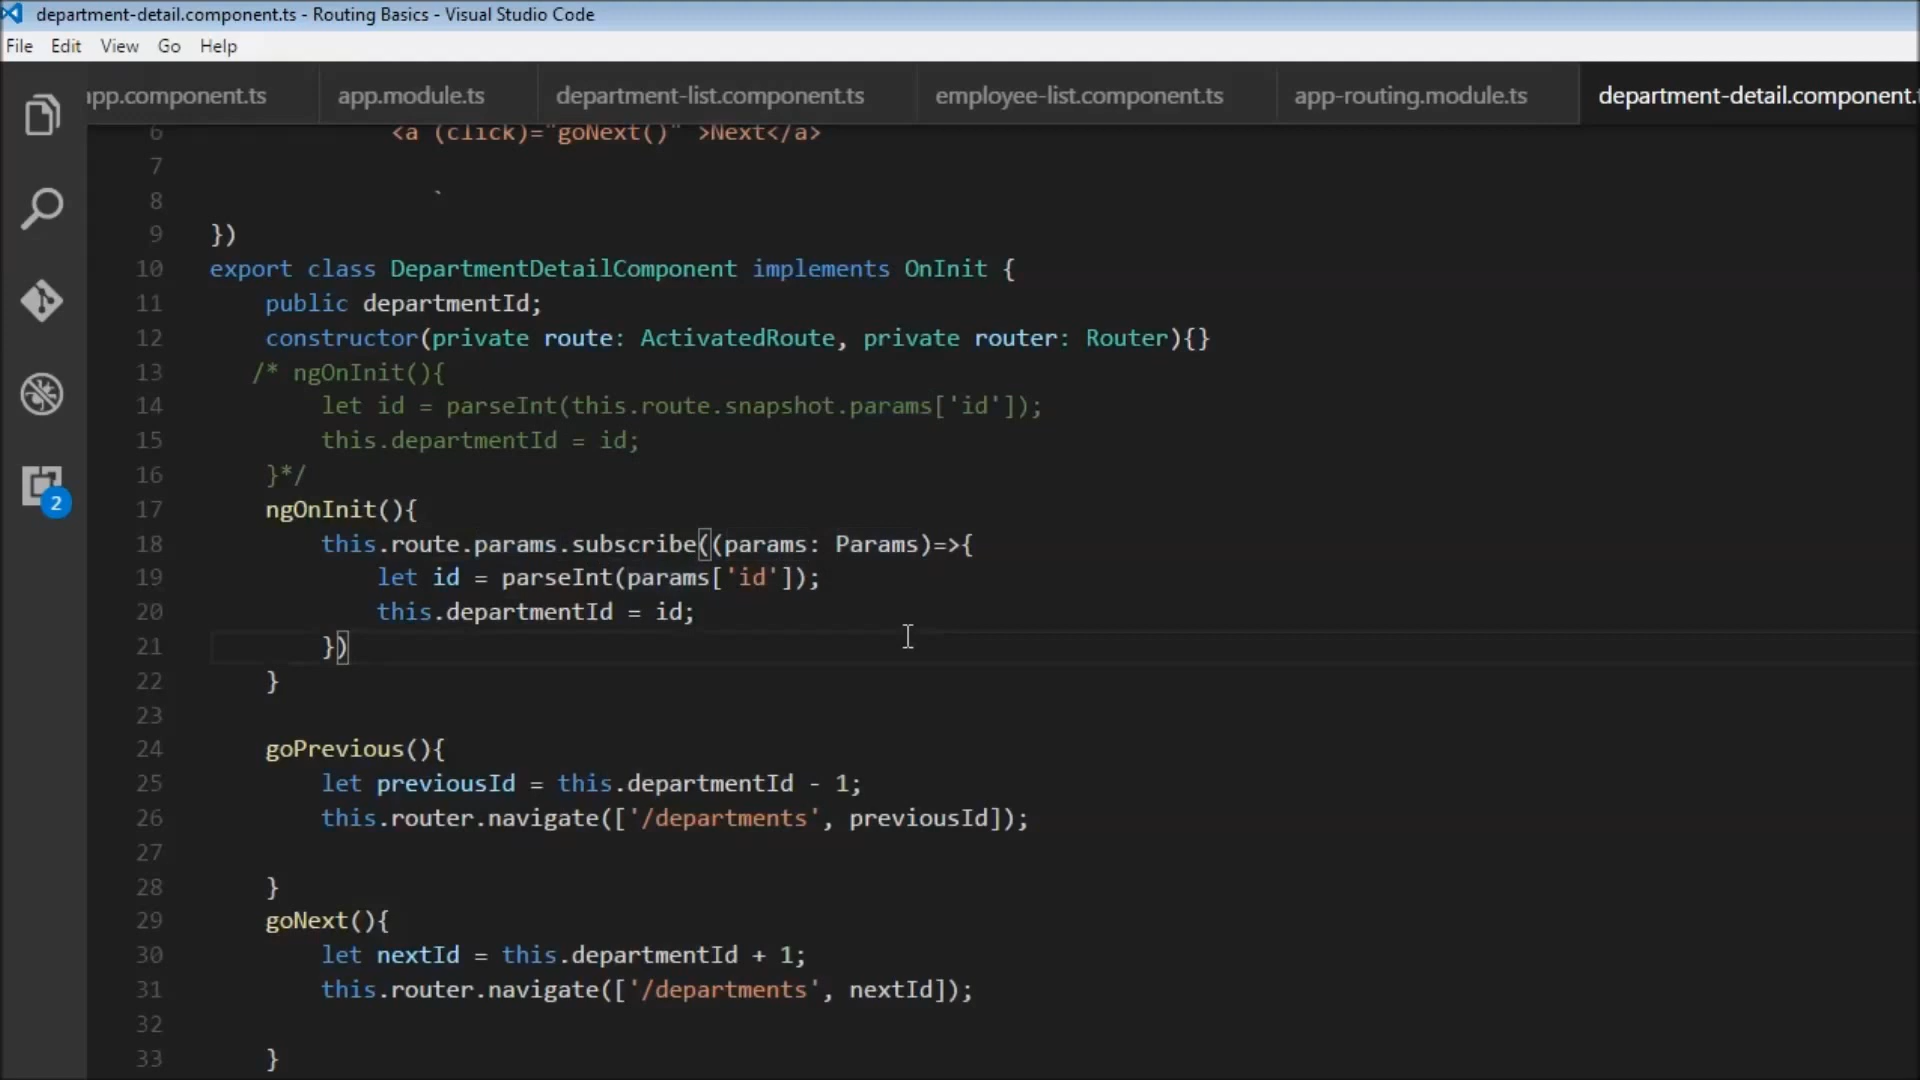 department-detail.component.ts - Routing Basics - Visual Studio Code
File Edit View Go Help
app.component.ts app.module.ts department-list.component.ts employee-list.component.ts app-routing.module.ts department-detail.component.
6 <a (click)="goNext()" >Next</a>
7
8 `
9 })
10 export class DepartmentDetailComponent implements OnInit {
11 public departmentId;
12 constructor(private route: ActivatedRoute, private router: Router){}
13 /* ngOnInit(){
14 let id = parseInt(this.route.snapshot.params['id']);
15 this.departmentId = id;
16 }*/
17 ngOnInit(){
18 this.route.params.subscribe((params: Params)=>{
19 let id = parseInt(params['id']);
20 this.departmentId = id;
21 })
22 }
23
24 goPrevious(){
25 let previousId = this.departmentId - 1;
26 this.router.navigate(['/departments', previousId]);
27
28 }
29 goNext(){
30 let nextId = this.departmentId + 1;
31 this.router.navigate(['/departments', nextId]);
32
33 }
2